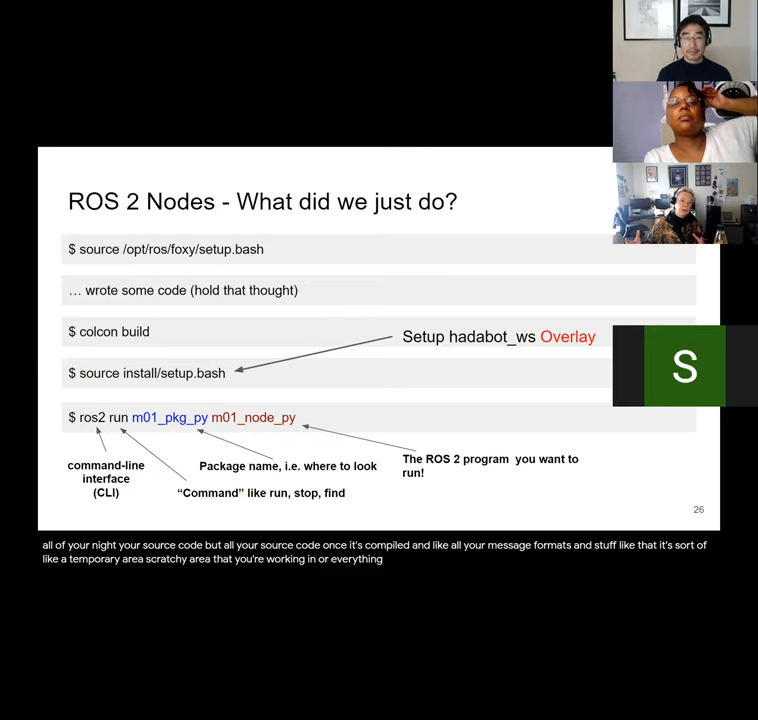 ROS 2 Nodes - What did we just do?
$ source /opt/ros/foxy/setup.bash
… wrote some code (hold that thought)
$ colcon build
Setup hadabot_ws Overlay
$ source install/setup.bash
$ ros2 run m01_pkg_py m01_node_py
command-line
interface
(CLI)
Package name, i.e. where to look
“Command” like run, stop, find
The ROS 2 program you want to
run!
26
S
all of your night your source code but all your source code once it's compiled and like all your message formats and stuff like that it's sort of
like a temporary area scratchy area that you're working in or everything